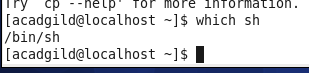 Try `cp --help' for more information.
[acadgild@localhost ~]$ which sh
/bin/sh
[acadgild@localhost ~]$